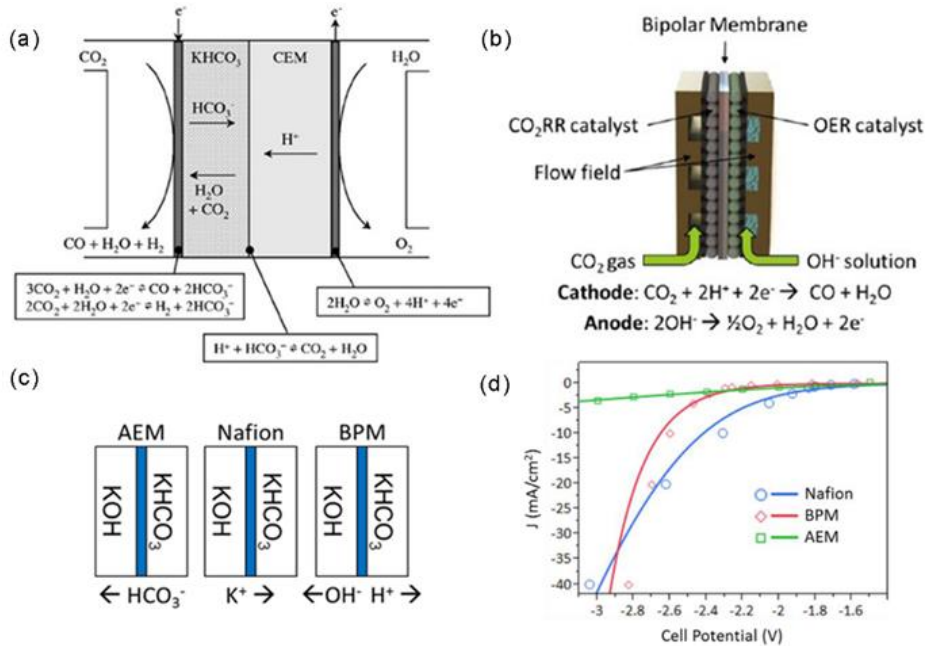 (a)
e⁻
e⁻
CO₂
KHCO₃
CEM
H₂O
HCO₃⁻
H⁺
H₂O
+ CO₂
CO + H₂O + H₂
O₂
3CO₂ + H₂O + 2e⁻ ⇌ CO + 2HCO₃⁻
2CO₂ + 2H₂O + 2e⁻ ⇌ H₂ + 2HCO₃⁻
2H₂O ⇌ O₂ + 4H⁺ + 4e⁻
H⁺ + HCO₃⁻ ⇌ CO₂ + H₂O
(b)
Bipolar Membrane
CO₂RR catalyst
OER catalyst
Flow field
CO₂ gas
OH⁻ solution
Cathode: CO₂ + 2H⁺ + 2e⁻ → CO + H₂O
Anode: 2OH⁻ → ½O₂ + H₂O + 2e⁻
(c)
AEM
Nafion
BPM
KOH
KHCO₃
KOH
KHCO₃
KOH
KHCO₃
← HCO₃⁻
K⁺ →
← OH⁻ H⁺ →
(d)
0
-5
-10
-15
-20
-25
-30
-35
-40
J (mA/cm²)
Nafion
BPM
AEM
-3
-2.8
-2.6
-2.4
-2.2
-2
-1.8
-1.6
Cell Potential (V)